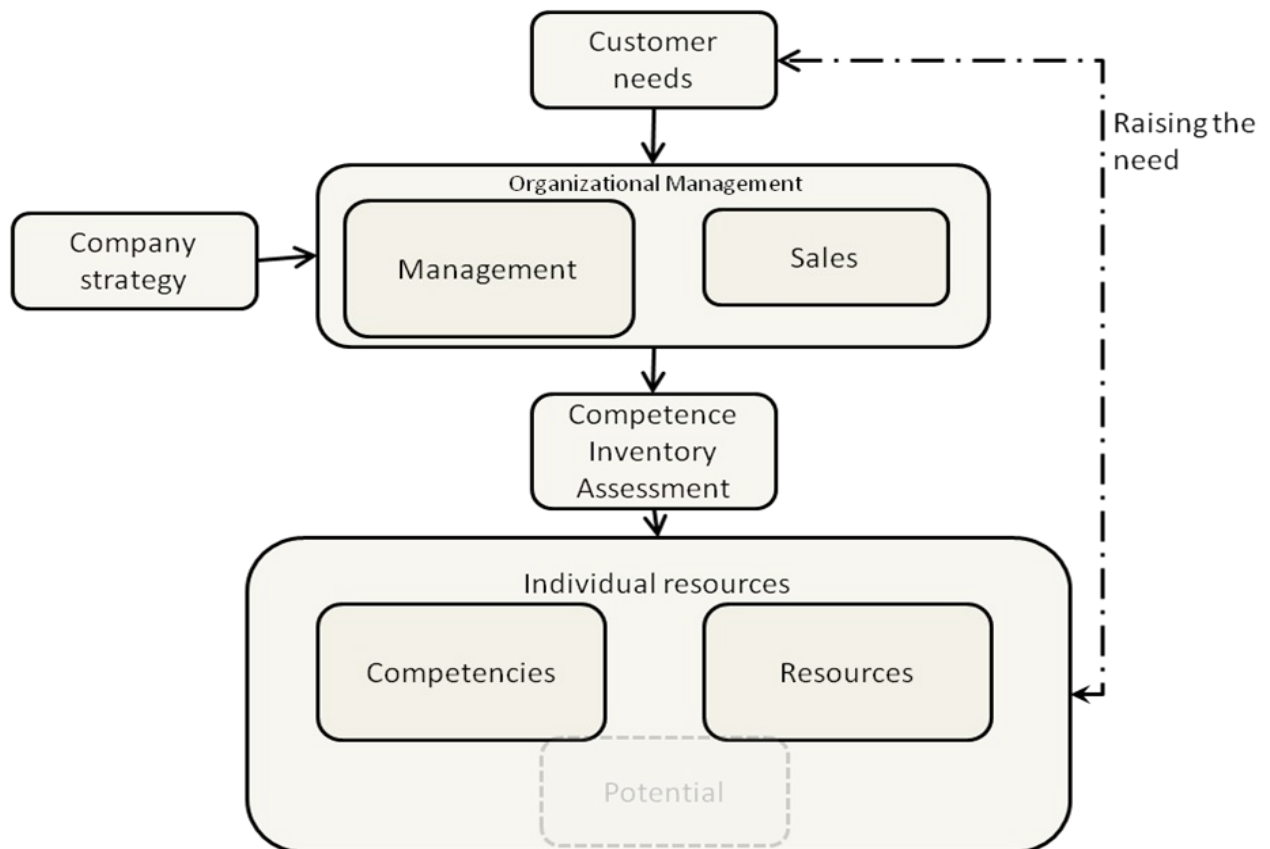 Customer
needs
Raising the
need
Organizational Management
Company
strategy
Management
Sales
Competence
Inventory
Assessment
Individual resources
Competencies
Resources
Potential